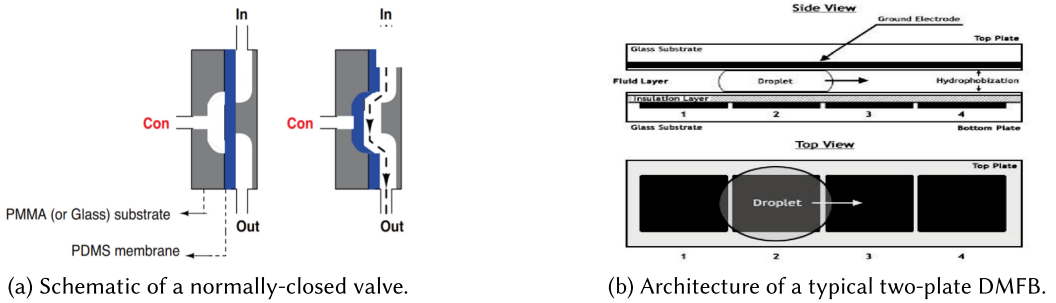 In
In
Con
Con
PMMA (or Glass) substrate
Out
Out
PDMS membrane
(a) Schematic of a normally-closed valve.
Side View
Ground Electrode
Top Plate
Glass Substrate
Fluid Layer
Droplet
Hydrophobization
Insulation Layer
1 2 3 4
Glass Substrate
Bottom Plate
Top View
Top Plate
Droplet
1 2 3 4
(b) Architecture of a typical two-plate DMFB.